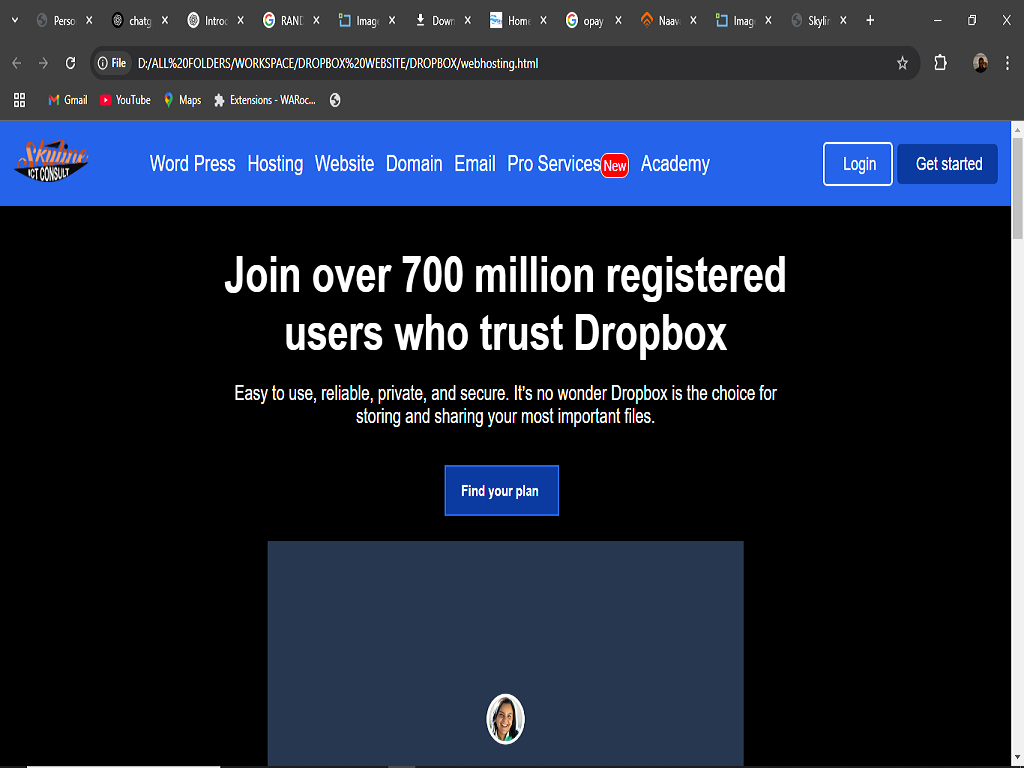 Perso
chatg
Introd
RAND
Image
Down
Home
opay
Naava
Image
Skylin
File
D:/ALL%20FOLDERS/WORKSPACE/DROPBOX%20WEBSITE/DROPBOX/webhosting.html
Gmail
YouTube
Maps
Extensions - WARoc...
Skyline
ICT CONSULT
Word Press
Hosting
Website
Domain
Email
Pro Services
New
Academy
Login
Get started
Join over 700 million registered
users who trust Dropbox
Easy to use, reliable, private, and secure. It's no wonder Dropbox is the choice for
storing and sharing your most important files.
Find your plan